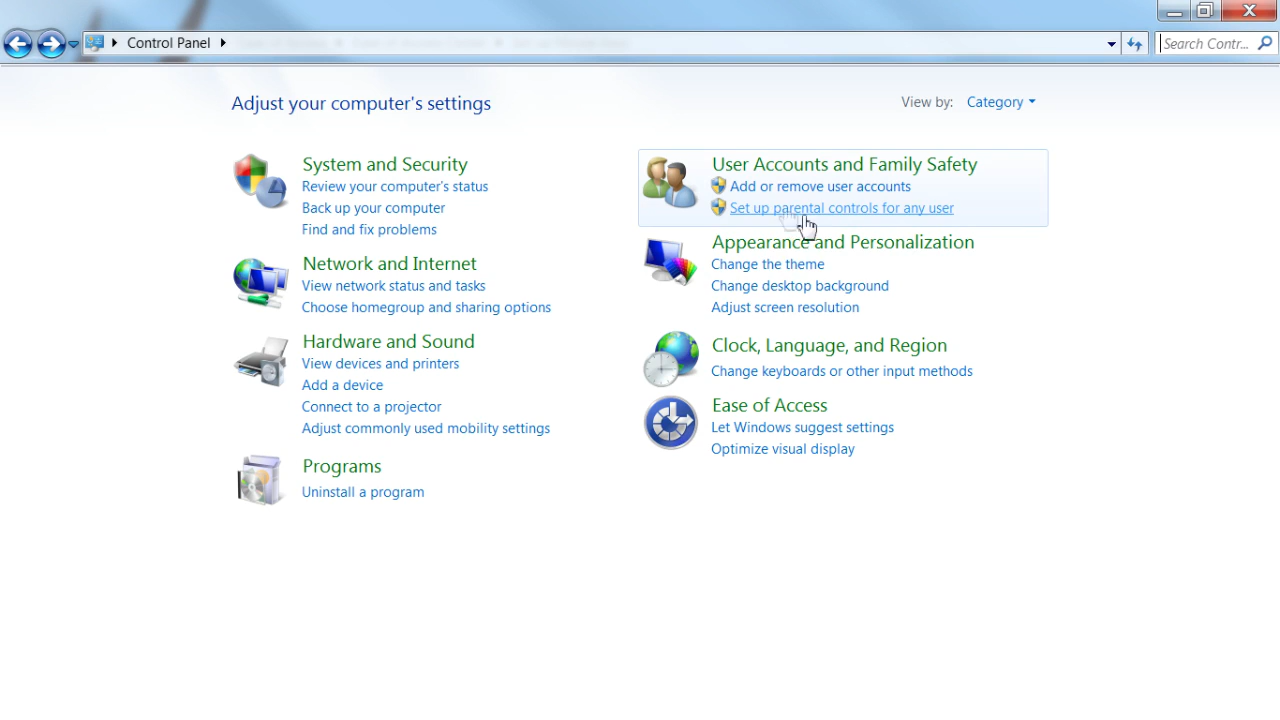 Control Panel
Search Contr...
Adjust your computer's settings
View by: Category
System and Security
Review your computer's status
Back up your computer
Find and fix problems
Network and Internet
View network status and tasks
Choose homegroup and sharing options
Hardware and Sound
View devices and printers
Add a device
Connect to a projector
Adjust commonly used mobility settings
Programs
Uninstall a program
User Accounts and Family Safety
Add or remove user accounts
Set up parental controls for any user
Appearance and Personalization
Change the theme
Change desktop background
Adjust screen resolution
Clock, Language, and Region
Change keyboards or other input methods
Ease of Access
Let Windows suggest settings
Optimize visual display